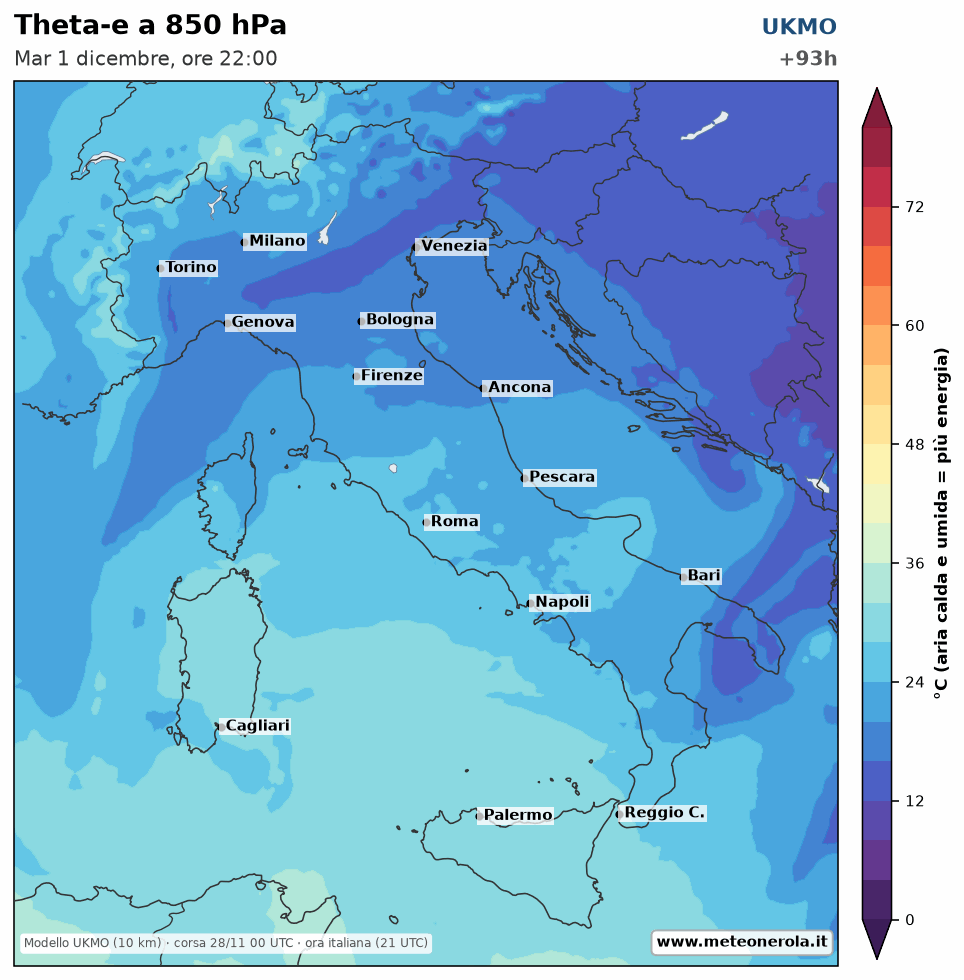 Theta-e a 850 hPa
UKMO
Mar 1 dicembre, ore 22:00
+93h
Milano
Venezia
Torino
Genova
Bologna
Firenze
Ancona
Pescara
Roma
Bari
Napoli
Cagliari
Palermo
Reggio C.
72
60
48
36
24
12
0
°C (aria calda e umida = più energia)
Modello UKMO (10 km) · corsa 28/11 00 UTC · ora italiana (21 UTC)
www.meteonerola.it